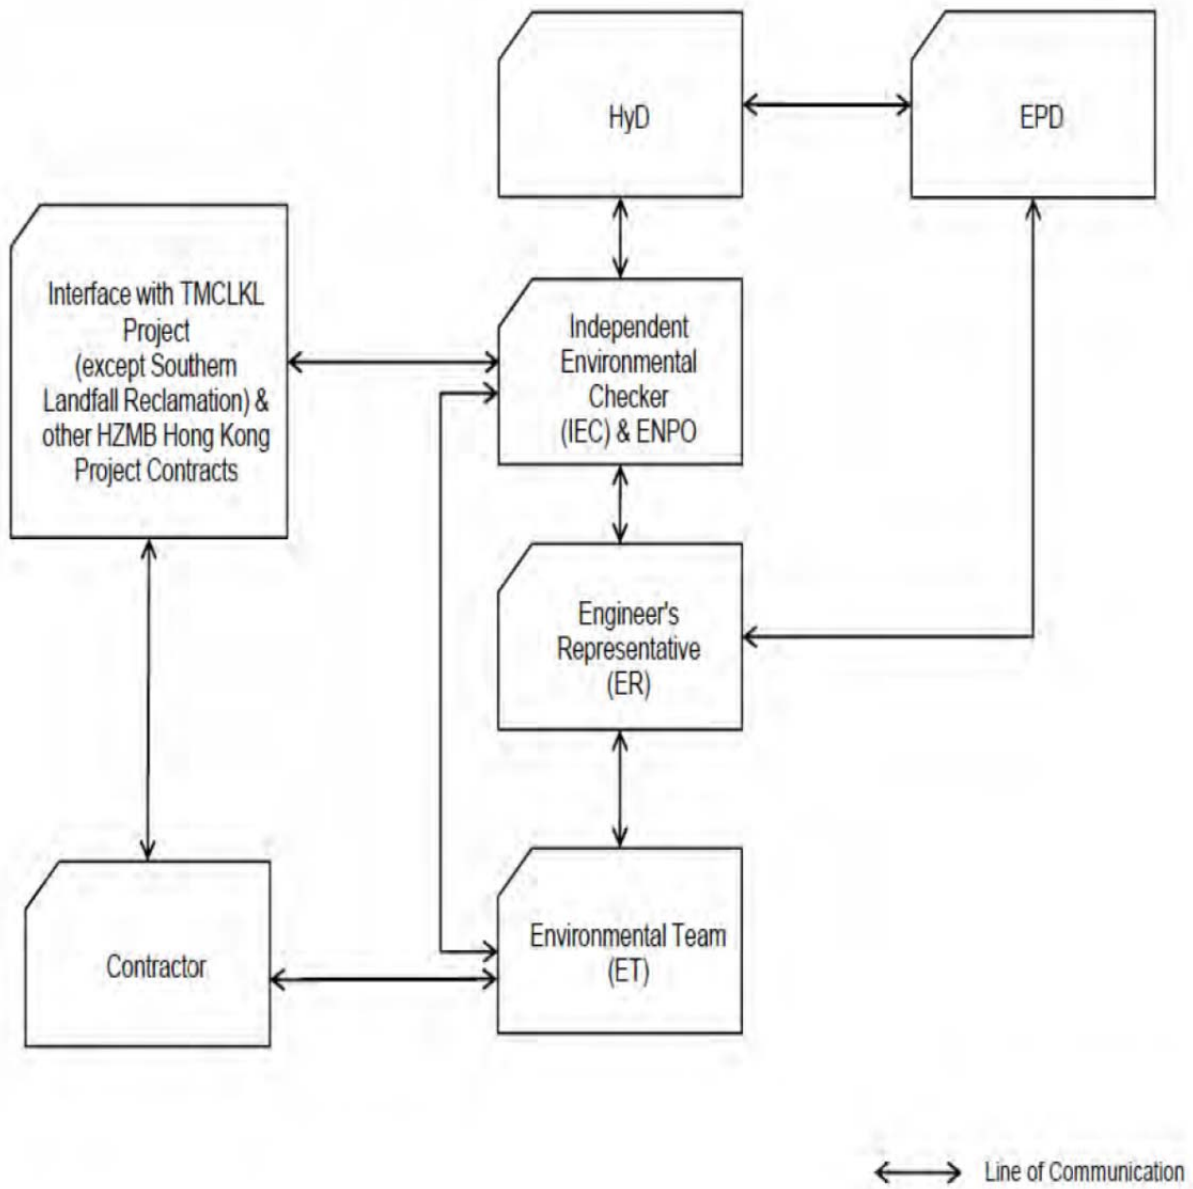 HyD
EPD
Interface with TMCLKL
Project
(except Southern
Landfall Reclamation) &
other HZMB Hong Kong
Project Contracts
Independent
Environmental
Checker
(IEC) & ENPO
Engineer's
Representative
(ER)
Environmental Team
(ET)
Contractor
Line of Communication